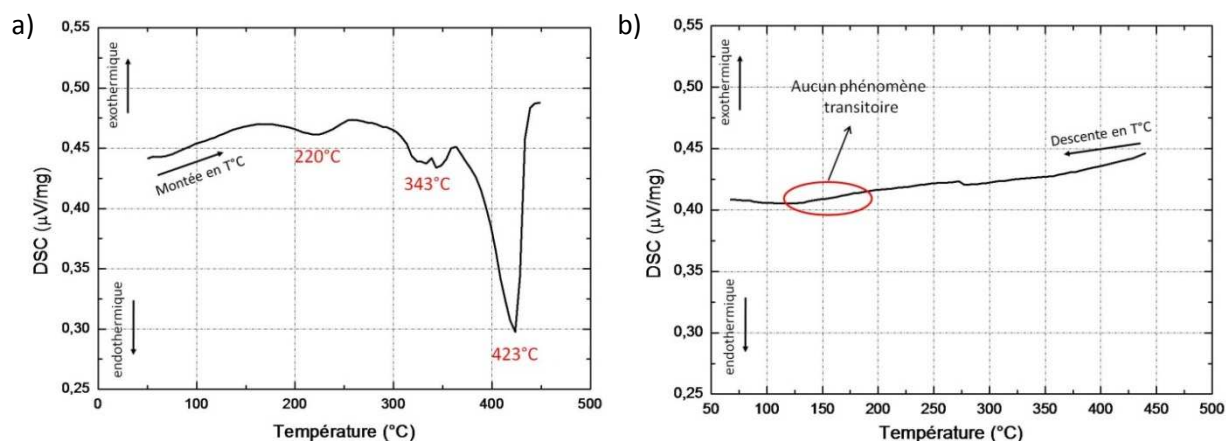 a)
0,55
0,50
0,45
0,40
0,35
0,30
0,25
DSC (µV/mg)
exothermique
endothermique
Montée en T°C
220°C
343°C
423°C
0
100
200
300
400
500
Température (°C)
b)
0,55
0,50
0,45
0,40
0,35
0,30
0,25
DSC (µV/mg)
exothermique
endothermique
Aucun phénomène
transitoire
Descente en T°C
50
100
150
200
250
300
350
400
450
500
Température (°C)